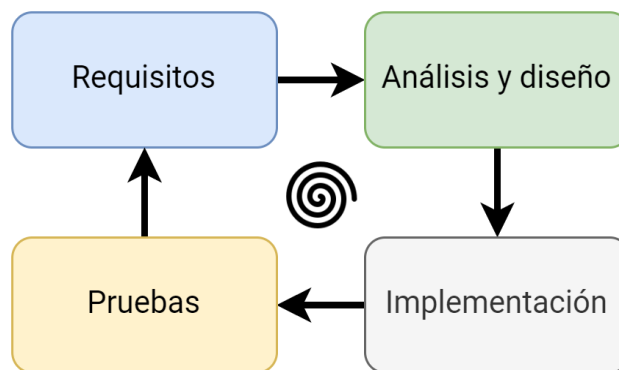 Requisitos
Análisis y diseño
Pruebas
Implementación